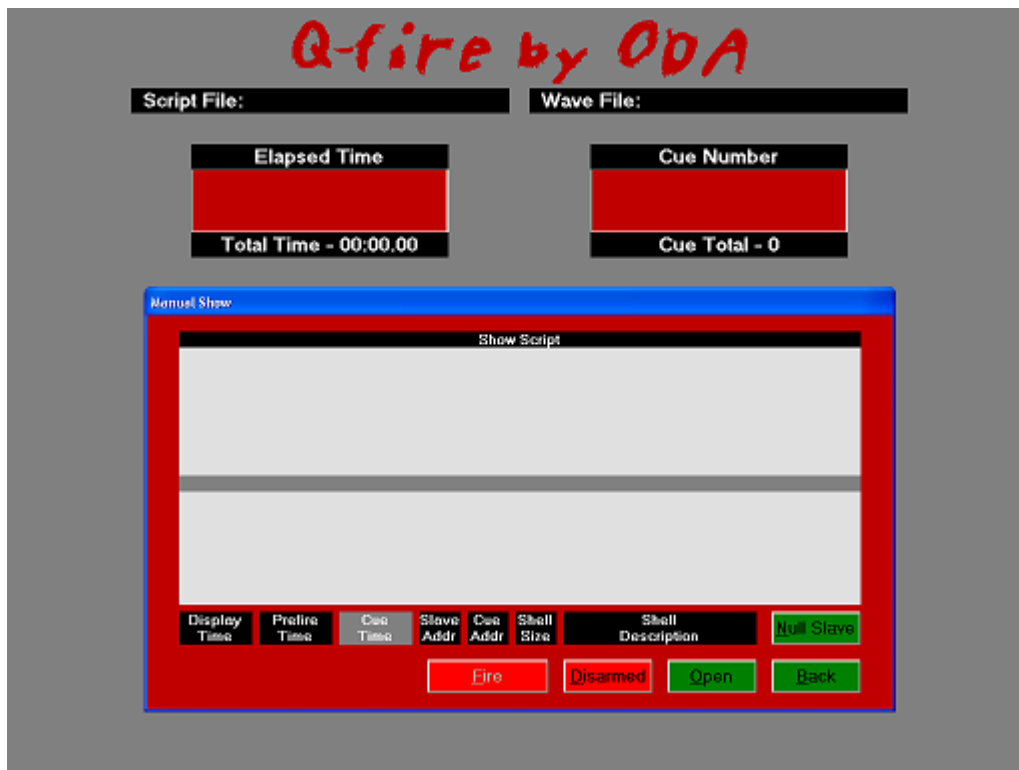 Q-fire by ODA
Script File:
Wave File:
Elapsed Time
Cue Number
Total Time - 00:00.00
Cue Total - 0
Manual Show
Show Script
Display Time
Prefire Time
Cue Time
Slave Addr
Cue Addr
Shell Size
Shell Description
Null Slave
Fire
Disarmed
Open
Back